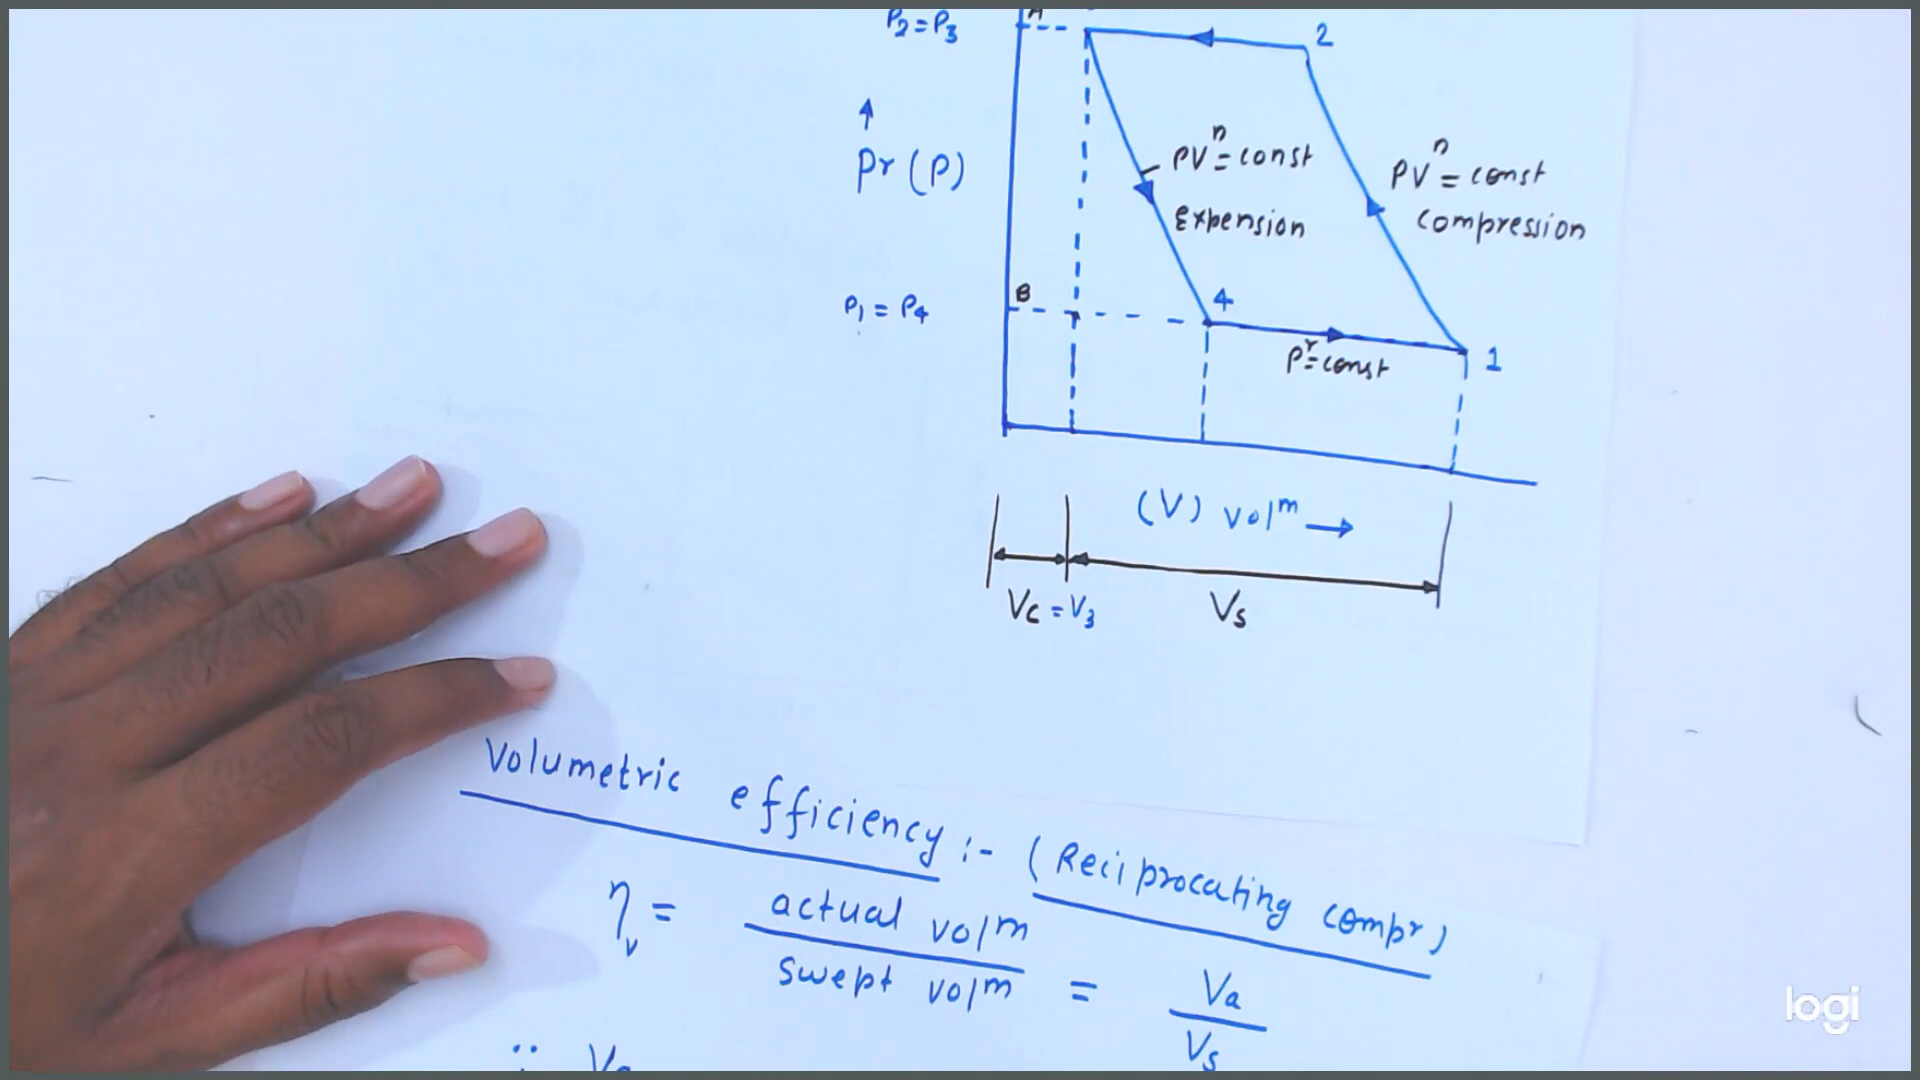 P2 = P3
A
2
Pr (P)
PV^n = const
expension
PV^n = const
compression
P1 = P4
B
4
Pr = const
1
(V) vol^m →
Vc = V3
Vs
Volumetric efficiency :- (Reciprocating compr)
ηv = actual vol^m / swept vol^m = Va / Vs
∵
logi